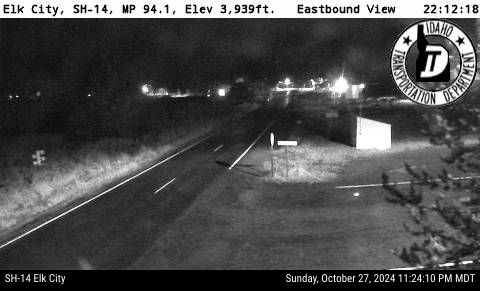 Elk City, SH-14, MP 94.1, Elev 3,939ft. Eastbound View 22:12:18
IDAHO
TRANSPORTATION DEPARTMENT
SH-14 Elk City Sunday, October 27, 2024 11:24:10 PM MDT